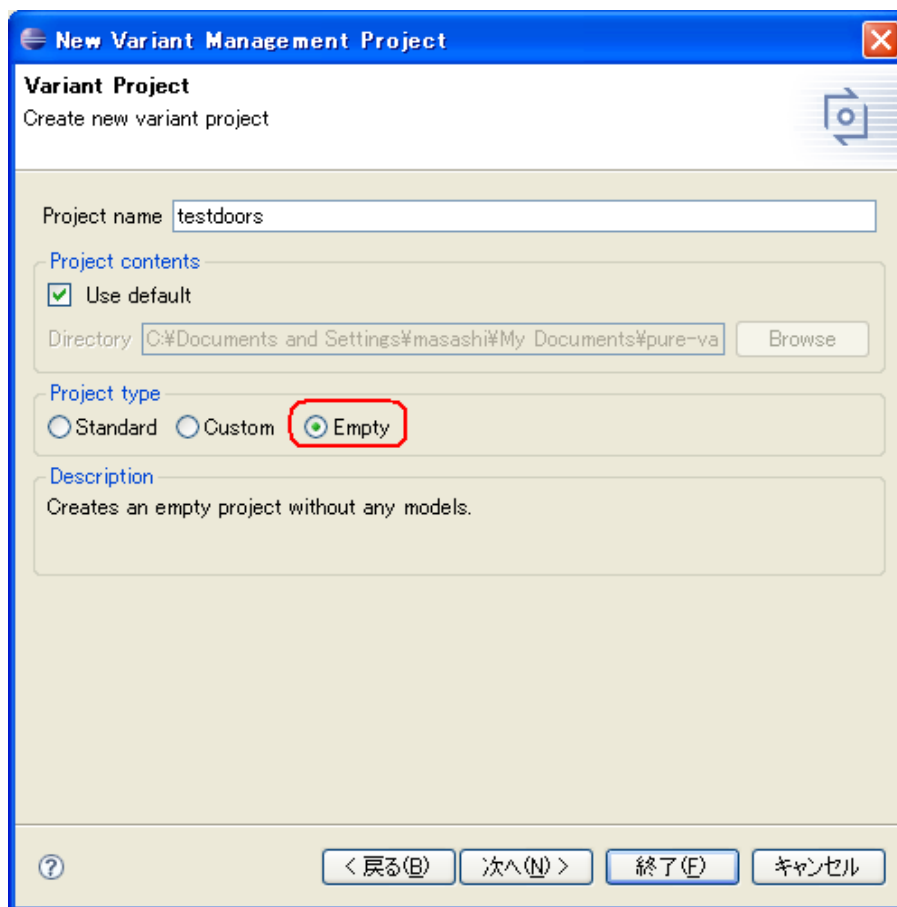 New Variant Management Project
Variant Project
Create new variant project
Project name testdoors
Project contents
Use default
Directory C:¥Documents and Settings¥masashi¥My Documents¥pure-va Browse
Project type
Standard Custom Empty
Description
Creates an empty project without any models.
? < 戻る(B) 次へ(N) > 終了(F) キャンセル